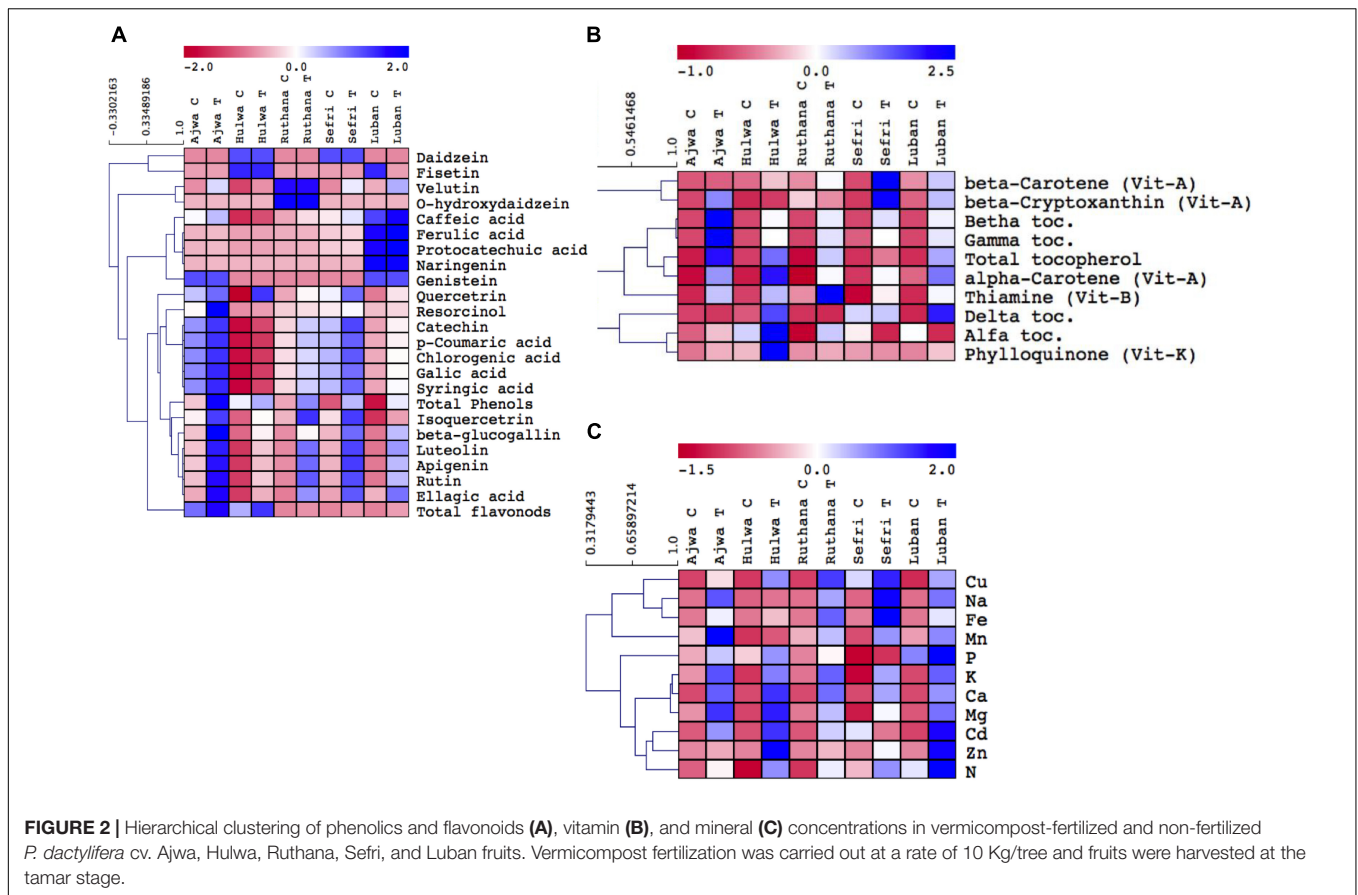 A
-2.0 0.0 2.0
-0.3302163
0.33489186
1.0
Ajwa C
Ajwa T
Hulwa C
Hulwa T
Ruthana C
Ruthana T
Sefri C
Sefri T
Luban C
Luban T
Daidzein
Fisetin
Velutin
O-hydroxydaidzein
Caffeic acid
Ferulic acid
Protocatechuic acid
Naringenin
Genistein
Quercetrin
Resorcinol
Catechin
p-Coumaric acid
Chlorogenic acid
Galic acid
Syringic acid
Total Phenols
Isoquercetrin
beta-glucogallin
Luteolin
Apigenin
Rutin
Ellagic acid
Total flavonods
B
-1.0 0.0 2.5
0.5461468
1.0
Ajwa C
Ajwa T
Hulwa C
Hulwa T
Ruthana C
Ruthana T
Sefri C
Sefri T
Luban C
Luban T
beta-Carotene (Vit-A)
beta-Cryptoxanthin (Vit-A)
Betha toc.
Gamma toc.
Total tocopherol
alpha-Carotene (Vit-A)
Thiamine (Vit-B)
Delta toc.
Alfa toc.
Phylloquinone (Vit-K)
C
-1.5 0.0 2.0
0.3179443
0.65897214
1.0
Ajwa C
Ajwa T
Hulwa C
Hulwa T
Ruthana C
Ruthana T
Sefri C
Sefri T
Luban C
Luban T
Cu
Na
Fe
Mn
P
K
Ca
Mg
Cd
Zn
N
FIGURE 2 | Hierarchical clustering of phenolics and flavonoids (A), vitamin (B), and mineral (C) concentrations in vermicompost-fertilized and non-fertilized
P. dactylifera cv. Ajwa, Hulwa, Ruthana, Sefri, and Luban fruits. Vermicompost fertilization was carried out at a rate of 10 Kg/tree and fruits were harvested at the
tamar stage.